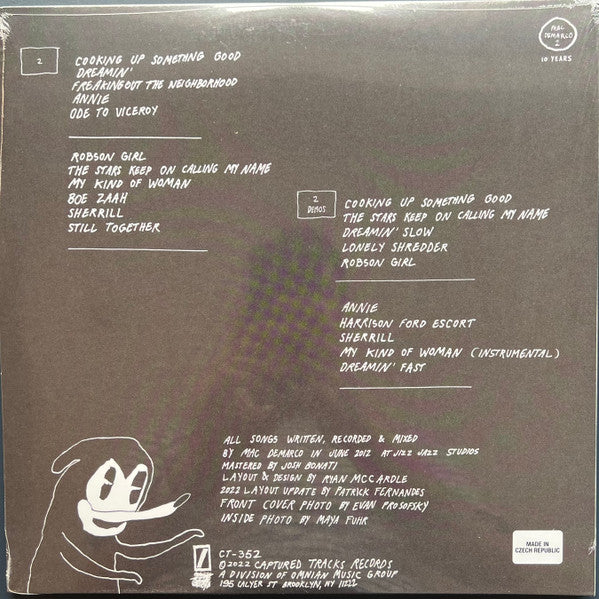 2
COOKING UP SOMETHING GOOD
DREAMIN'
FREAKING OUT THE NEIGHBORHOOD
ANNIE
ODE TO VICEROY
ROBSON GIRL
THE STARS KEEP ON CALLING MY NAME
MY KIND OF WOMAN
BOE ZAAH
SHERRILL
STILL TOGETHER
MAC
DEMARCO
2
10 YEARS
2
DEMOS
COOKING UP SOMETHING GOOD
THE STARS KEEP ON CALLING MY NAME
DREAMIN' SLOW
LONELY SHREDDER
ROBSON GIRL
ANNIE
HARRISON FORD ESCORT
SHERRILL
MY KIND OF WOMAN (INSTRUMENTAL)
DREAMIN' FAST
ALL SONGS WRITTEN, RECORDED & MIXED
BY MAC DEMARCO IN JUNE 2012 AT JIZZ JAZZ STUDIOS
MASTERED BY JOSH BONATI
LAYOUT & DESIGN BY RYAN MCCARDLE
2022 LAYOUT UPDATE BY PATRICK FERNANDES
FRONT COVER PHOTO BY EVAN PROSOFSKY
INSIDE PHOTO BY MAYA FUHR
CT-352
©2022 CAPTURED TRACKS RECORDS
A DIVISION OF OMNIAN MUSIC GROUP
195 CALYER ST BROOKLYN, NY 11222
MADE IN
CZECH REPUBLIC